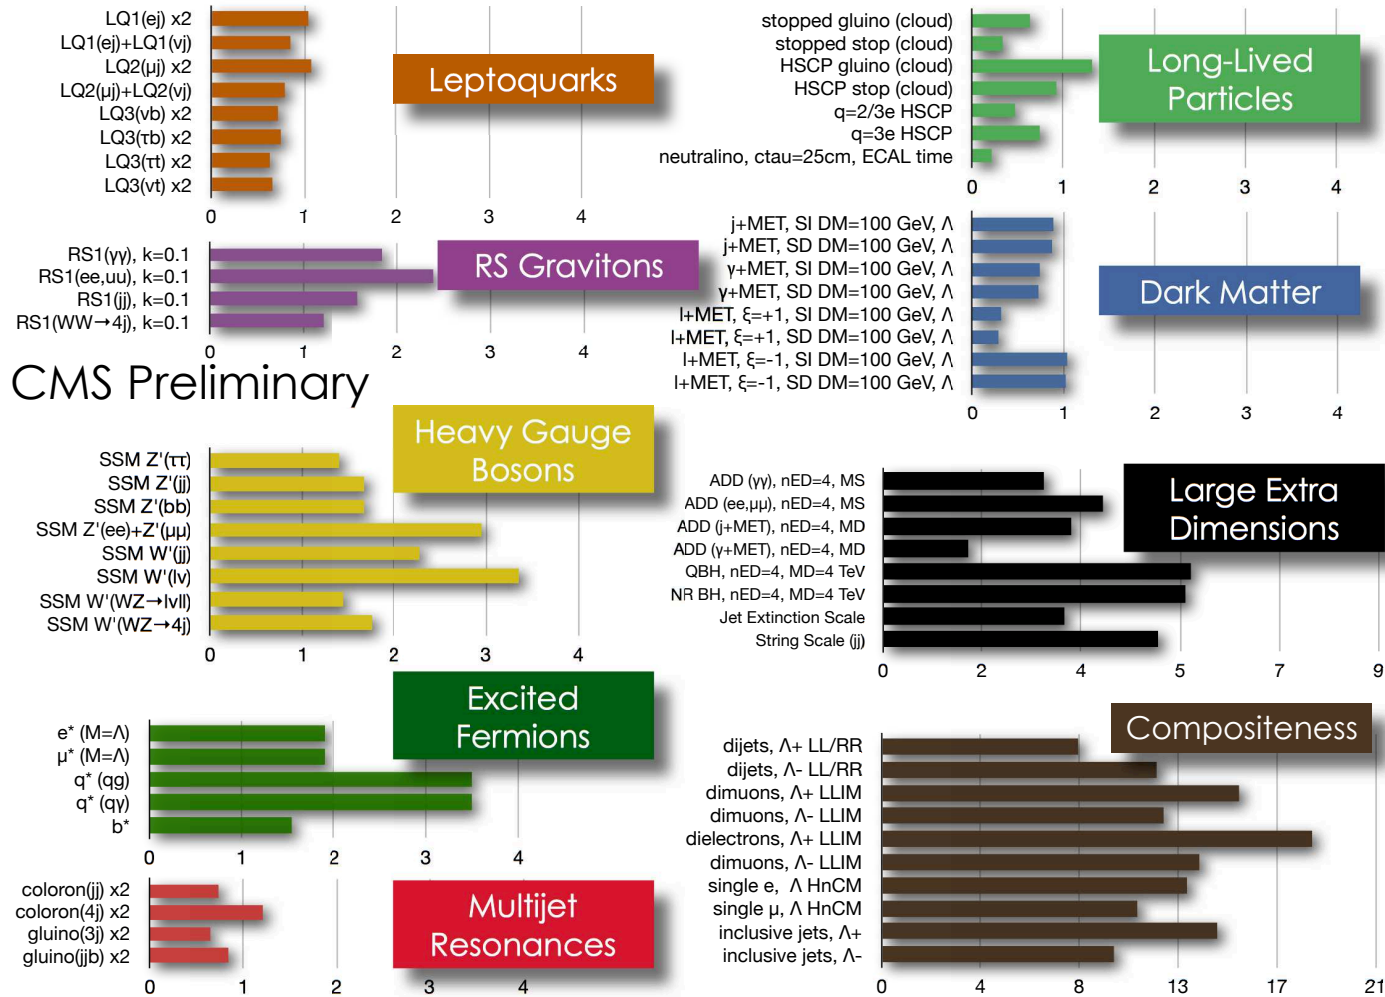 LQ1(ej) x2
LQ1(ej)+LQ1(νj)
LQ2(μj) x2
LQ2(μj)+LQ2(νj)
LQ3(νb) x2
LQ3(τb) x2
LQ3(τt) x2
LQ3(νt) x2
0 1 2 3 4
Leptoquarks
RS1(γγ), k=0.1
RS1(ee,uu), k=0.1
RS1(jj), k=0.1
RS1(WW→4j), k=0.1
0 1 2 3 4
RS Gravitons
CMS Preliminary
Heavy Gauge
Bosons
SSM Z'(ττ)
SSM Z'(jj)
SSM Z'(bb)
SSM Z'(ee)+Z'(μμ)
SSM W'(jj)
SSM W'(lν)
SSM W'(WZ→lνll)
SSM W'(WZ→4j)
0 1 2 3 4
Excited
Fermions
e* (M=Λ)
μ* (M=Λ)
q* (qg)
q* (qγ)
b*
0 1 2 3 4
coloron(jj) x2
coloron(4j) x2
gluino(3j) x2
gluino(jjb) x2
0 1 2 3 4
Multijet
Resonances
stopped gluino (cloud)
stopped stop (cloud)
HSCP gluino (cloud)
HSCP stop (cloud)
q=2/3e HSCP
q=3e HSCP
neutralino, ctau=25cm, ECAL time
0 1 2 3 4
Long-Lived
Particles
j+MET, SI DM=100 GeV, Λ
j+MET, SD DM=100 GeV, Λ
γ+MET, SI DM=100 GeV, Λ
γ+MET, SD DM=100 GeV, Λ
l+MET, ξ=+1, SI DM=100 GeV, Λ
l+MET, ξ=+1, SD DM=100 GeV, Λ
l+MET, ξ=-1, SI DM=100 GeV, Λ
l+MET, ξ=-1, SD DM=100 GeV, Λ
0 1 2 3 4
Dark Matter
ADD (γγ), nED=4, MS
ADD (ee,μμ), nED=4, MS
ADD (j+MET), nED=4, MD
ADD (γ+MET), nED=4, MD
QBH, nED=4, MD=4 TeV
NR BH, nED=4, MD=4 TeV
Jet Extinction Scale
String Scale (jj)
0 2 4 5 7 9
Large Extra
Dimensions
Compositeness
dijets, Λ+ LL/RR
dijets, Λ- LL/RR
dimuons, Λ+ LLIM
dimuons, Λ- LLIM
dielectrons, Λ+ LLIM
dimuons, Λ- LLIM
single e, Λ HnCM
single μ, Λ HnCM
inclusive jets, Λ+
inclusive jets, Λ-
0 4 8 13 17 21